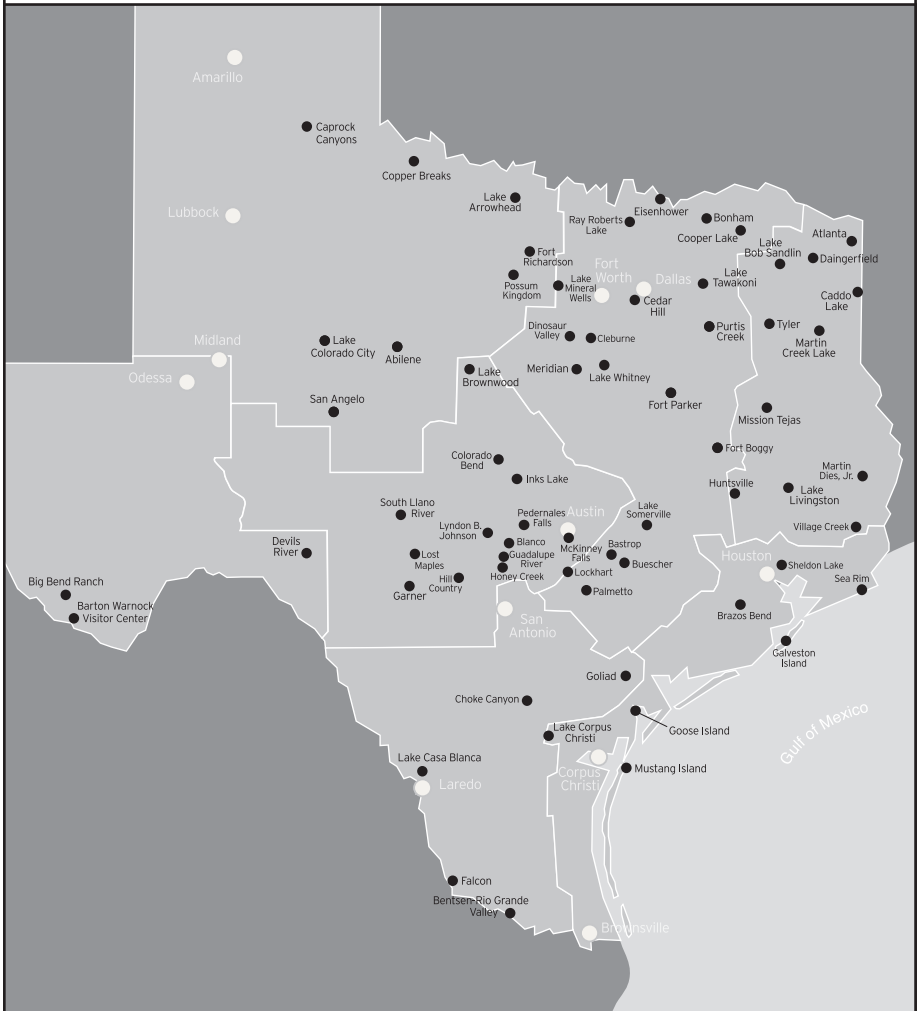 Amarillo
Caprock
Canyons
Copper Breaks
Lake
Arrowhead
Lubbock
Eisenhower
Ray Roberts
Lake
Bonham
Cooper Lake
Lake
Bob Sandlin
Atlanta
Daingerfield
Fort
Richardson
Possum
Kingdom
Lake
Mineral
Wells
Fort
Worth
Dallas
Cedar
Hill
Lake
Tawakoni
Caddo
Lake
Dinosaur
Valley
Cleburne
Purtis
Creek
Tyler
Martin
Creek Lake
Midland
Odessa
Lake
Colorado City
Abilene
Lake
Brownwood
Meridian
Lake Whitney
San Angelo
Fort Parker
Mission Tejas
Fort Boggy
Colorado
Bend
Inks Lake
Huntsville
Martin
Dies, Jr.
Lake
Livingston
South Llano
River
Pedernales
Falls
Austin
Lake
Somerville
Village Creek
Lyndon B.
Johnson
Devils
River
Blanco
McKinney
Falls
Bastrop
Buescher
Houston
Sheldon Lake
Sea Rim
Lost
Maples
Guadalupe
River
Honey Creek
Hill
Country
Garner
Lockhart
Palmetto
Big Bend Ranch
Barton Warnock
Visitor Center
San
Antonio
Brazos Bend
Galveston
Island
Goliad
Choke Canyon
Lake Corpus
Christi
Goose Island
Gulf of Mexico
Lake Casa Blanca
Laredo
Corpus
Christi
Mustang Island
Falcon
Bentsen-Rio Grande
Valley
Brownsville